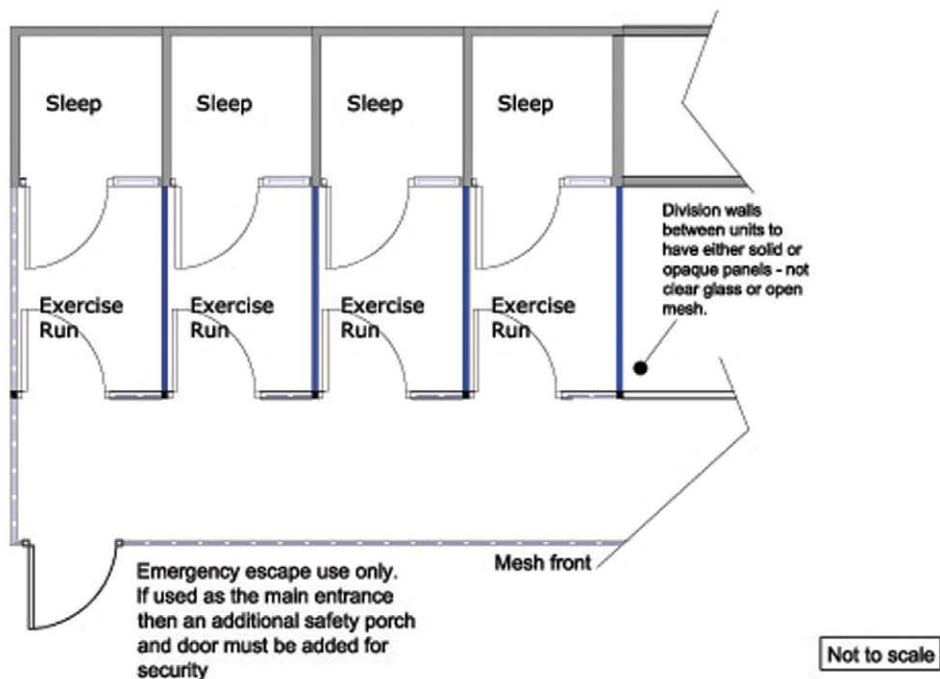 Sleep
Sleep
Sleep
Sleep
Division walls
between units to
have either solid or
opaque panels - not
clear glass or open
mesh.
Exercise
Run
Exercise
Run
Exercise
Run
Exercise
Run
Mesh front
Emergency escape use only.
If used as the main entrance
then an additional safety porch
and door must be added for
security
Not to scale